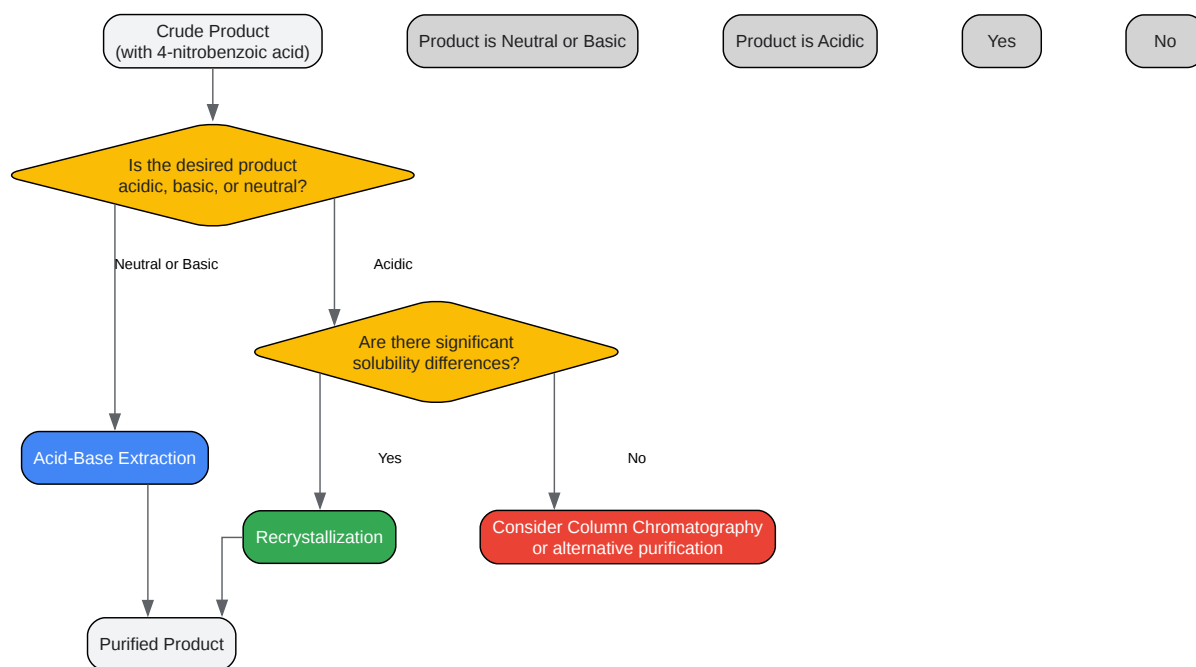 Crude Product
(with 4-nitrobenzoic acid)
Product is Neutral or Basic
Product is Acidic
Yes
No
Is the desired product
acidic, basic, or neutral?
Neutral or Basic
Acidic
Are there significant
solubility differences?
Acid-Base Extraction
Yes
No
Recrystallization
Consider Column Chromatography
or alternative purification
Purified Product